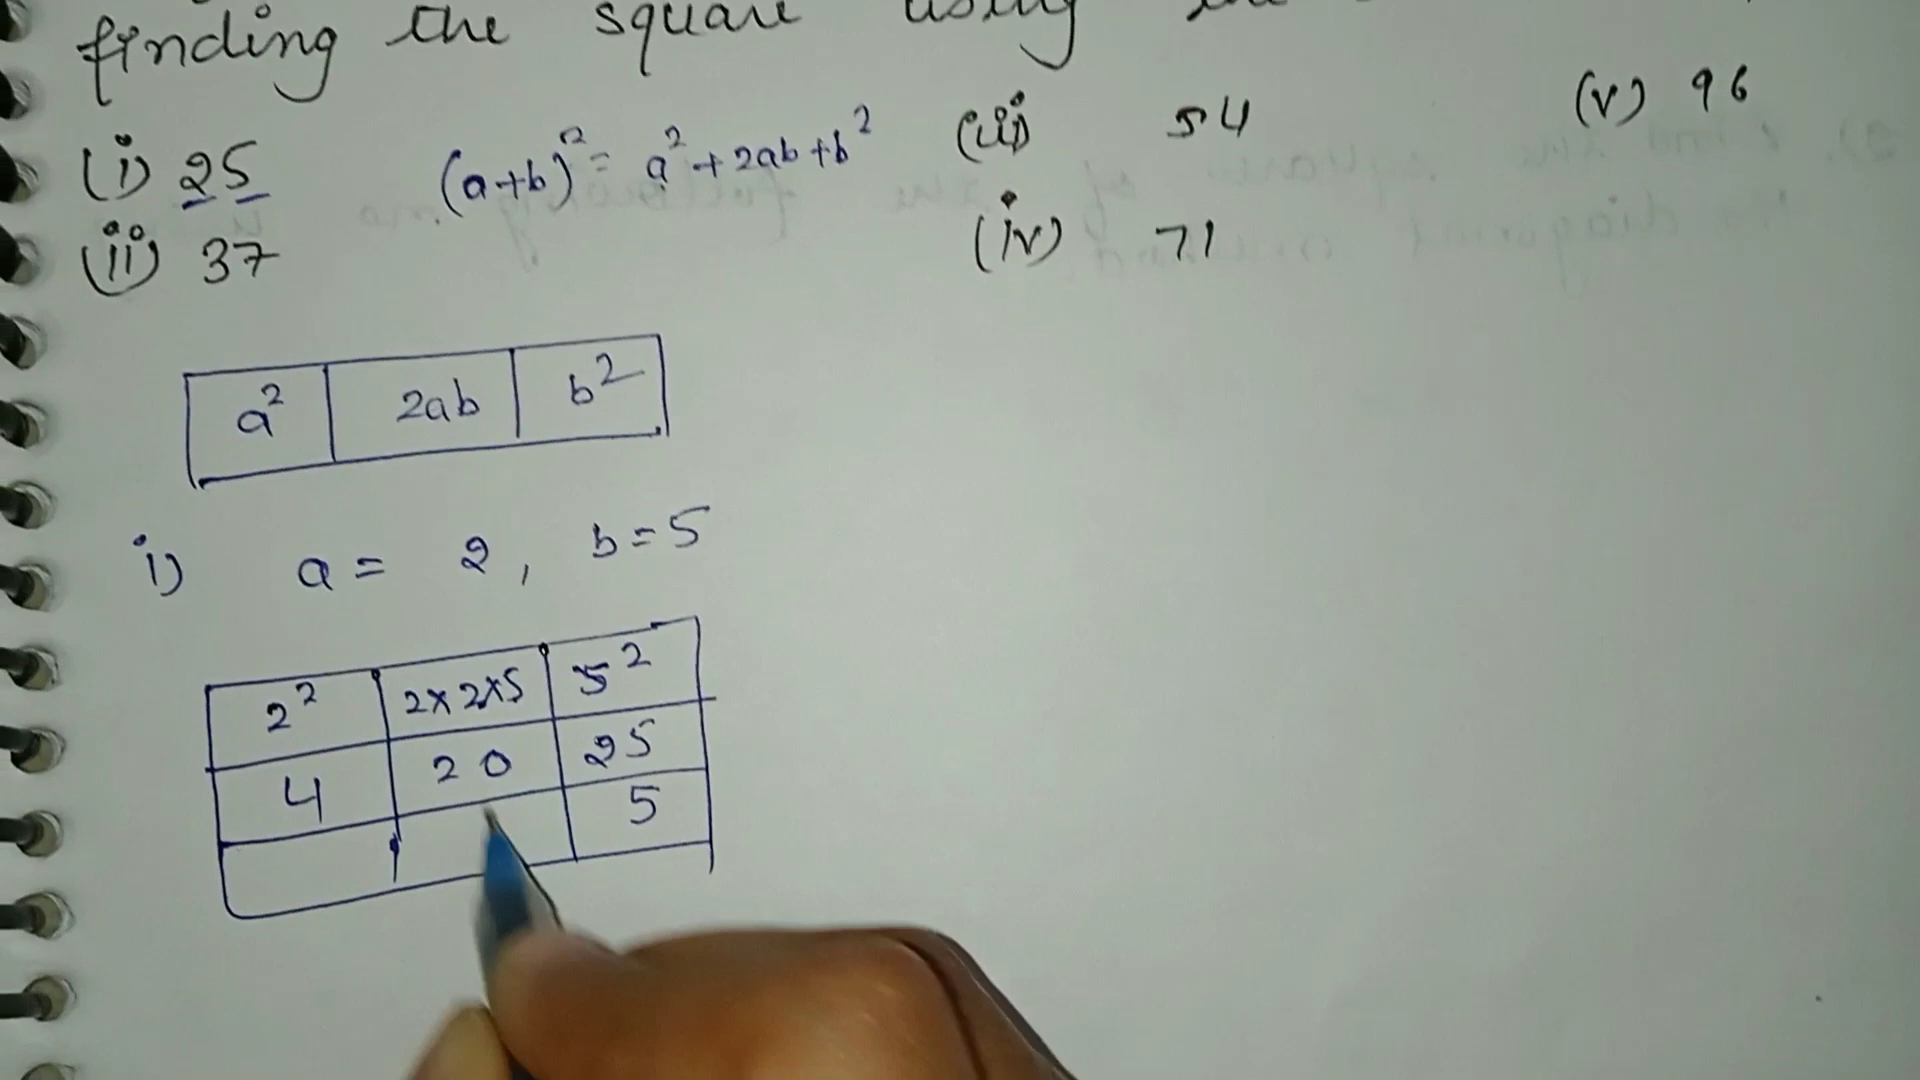 finding the square using
(i) 25 (a+b)² = a² + 2ab + b² (iii) 54 (v) 96
(ii) 37 (iv) 71
a² 2ab b²
i) a = 2, b = 5
2² 2×2×5 5²
4 20 25
5